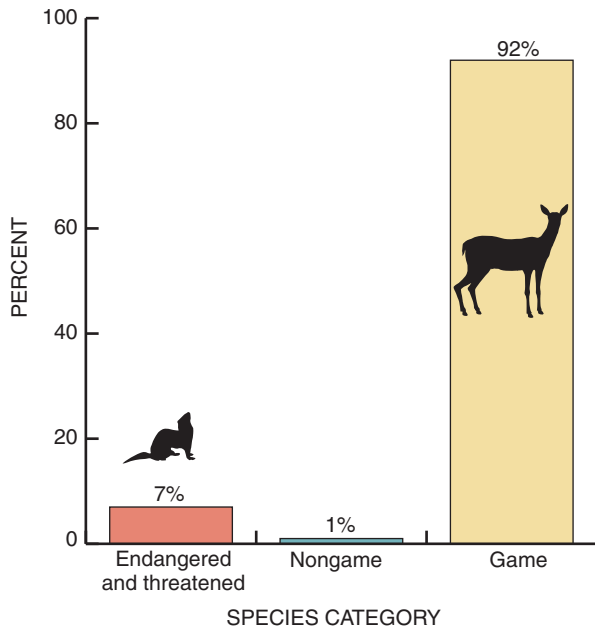 100
92%
80
60
PERCENT
40
20
7%
1%
0
Endangered
and threatened
Nongame
Game
SPECIES CATEGORY